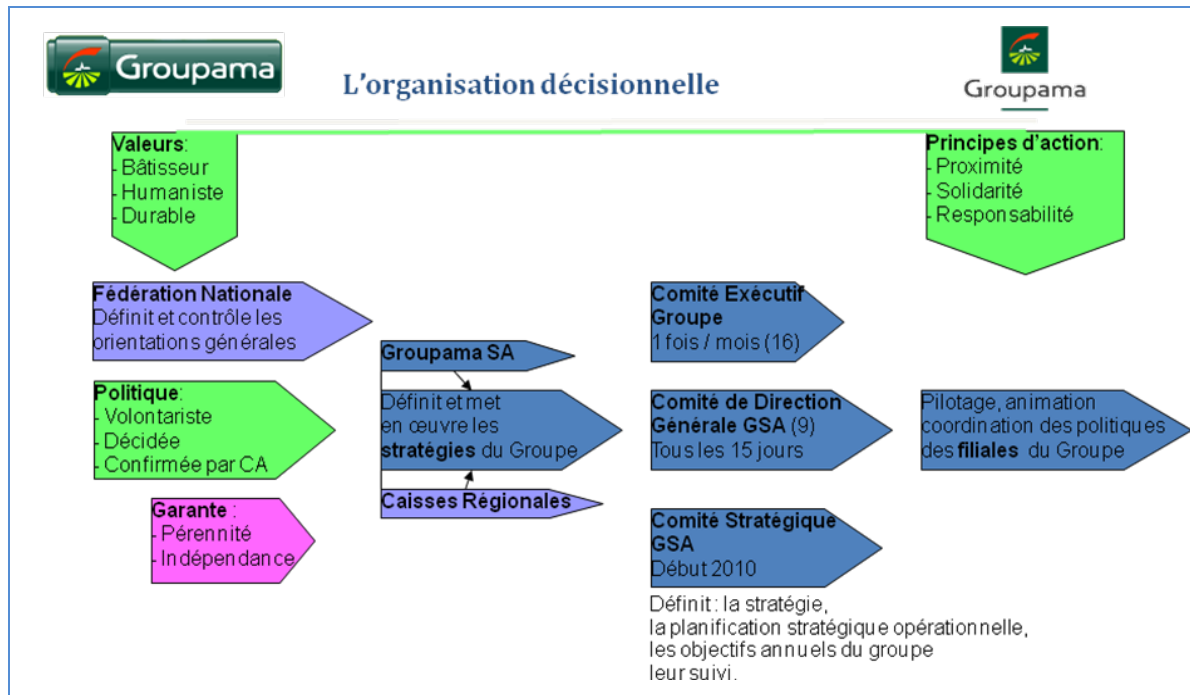 Groupama
L'organisation décisionnelle
Groupama
Valeurs:
- Bâtisseur
- Humaniste
- Durable
Principes d'action:
- Proximité
- Solidarité
- Responsabilité
Fédération Nationale
Définit et contrôle les
orientations générales
Politique:
- Volontariste
- Décidée
- Confirmée par CA
Garante :
- Pérennité
- Indépendance
Groupama SA
Définit et met
en œuvre les
stratégies du Groupe
Caisses Régionales
Comité Exécutif
Groupe
1 fois / mois (16)
Comité de Direction
Générale GSA (9)
Tous les 15 jours
Comité Stratégique
GSA
Début 2010
Définit : la stratégie,
la planification stratégique opérationnelle,
les objectifs annuels du groupe
leur suivi.
Pilotage, animation
coordination des politiques
des filiales du Groupe